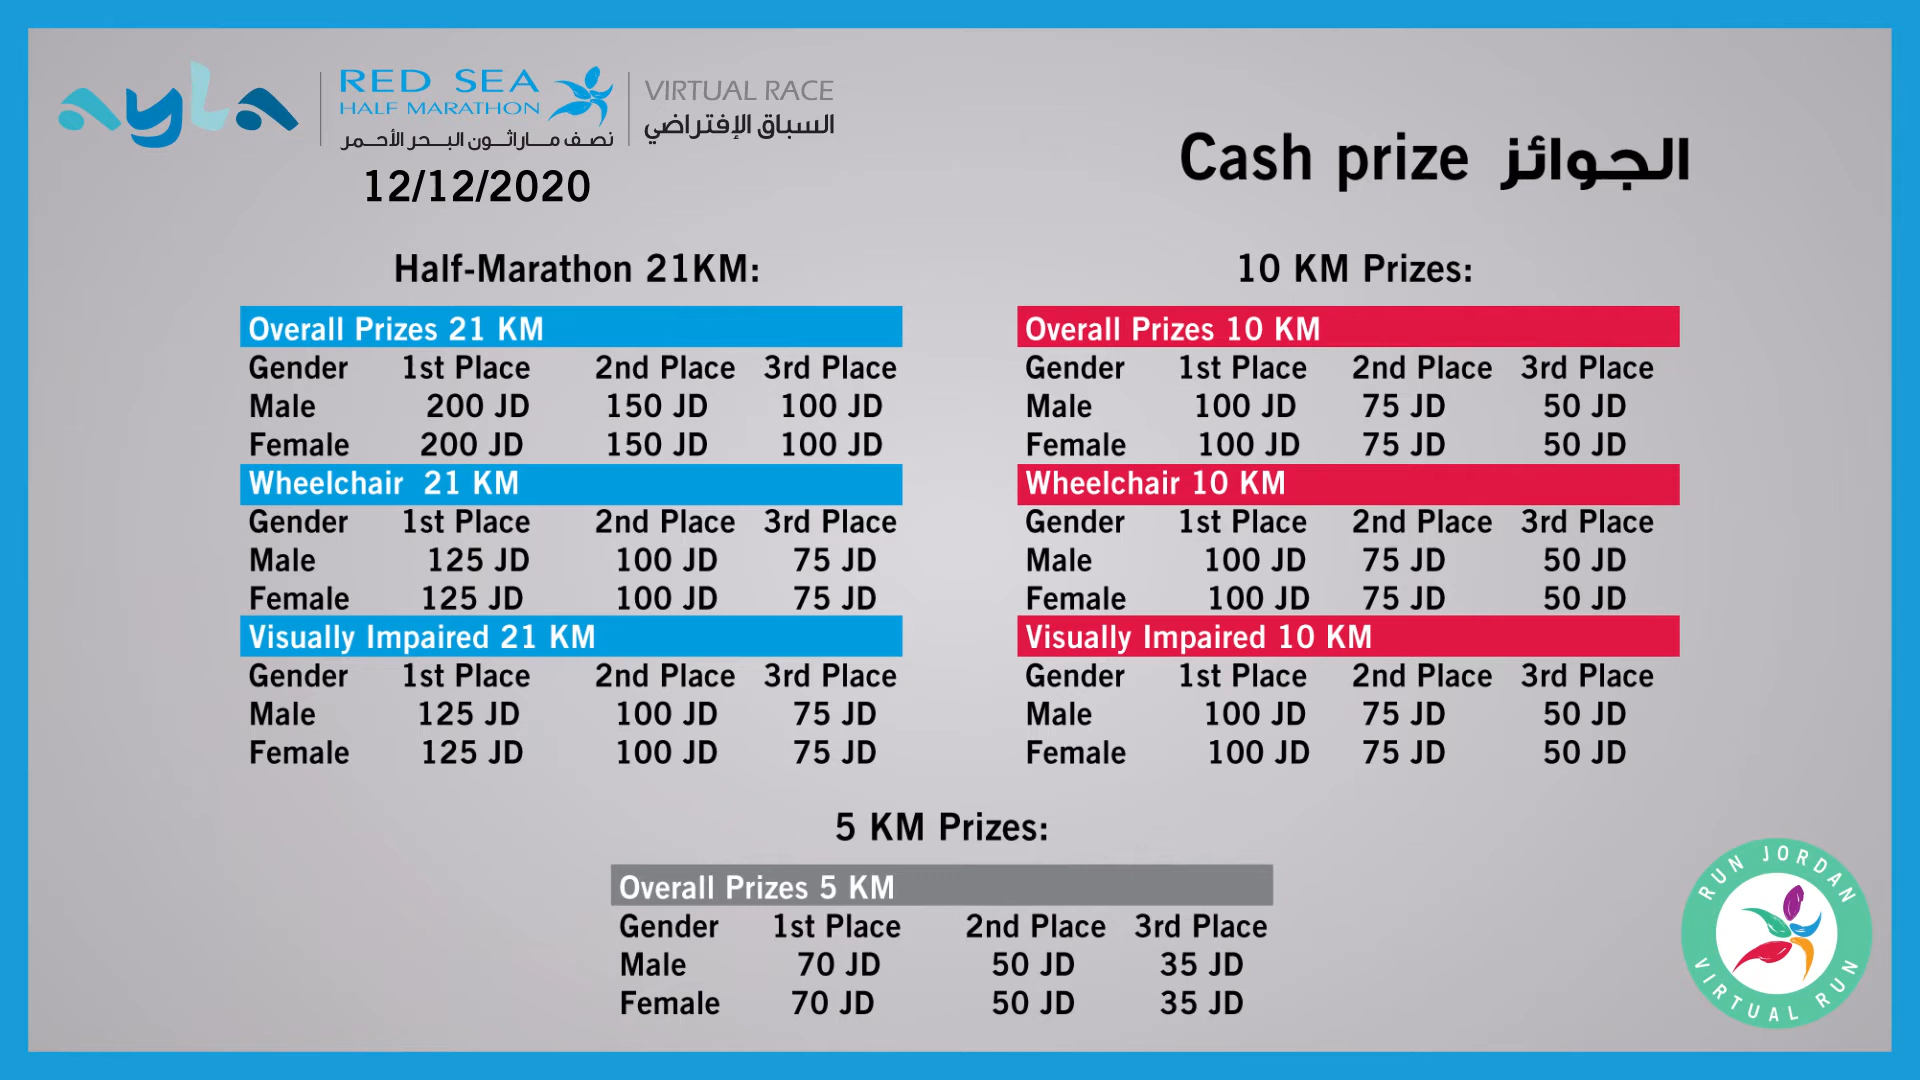 ayla
RED SEA
HALF MARATHON
نصف ماراثون البحر الأحمر
VIRTUAL RACE
السباق الإفتراضي
12/12/2020
Cash prize الجوائز
Half-Marathon 21KM:
Overall Prizes 21 KM
Gender 1st Place 2nd Place 3rd Place
Male 200 JD 150 JD 100 JD
Female 200 JD 150 JD 100 JD
Wheelchair 21 KM
Gender 1st Place 2nd Place 3rd Place
Male 125 JD 100 JD 75 JD
Female 125 JD 100 JD 75 JD
Visually Impaired 21 KM
Gender 1st Place 2nd Place 3rd Place
Male 125 JD 100 JD 75 JD
Female 125 JD 100 JD 75 JD
10 KM Prizes:
Overall Prizes 10 KM
Gender 1st Place 2nd Place 3rd Place
Male 100 JD 75 JD 50 JD
Female 100 JD 75 JD 50 JD
Wheelchair 10 KM
Gender 1st Place 2nd Place 3rd Place
Male 100 JD 75 JD 50 JD
Female 100 JD 75 JD 50 JD
Visually Impaired 10 KM
Gender 1st Place 2nd Place 3rd Place
Male 100 JD 75 JD 50 JD
Female 100 JD 75 JD 50 JD
5 KM Prizes:
Overall Prizes 5 KM
Gender 1st Place 2nd Place 3rd Place
Male 70 JD 50 JD 35 JD
Female 70 JD 50 JD 35 JD
RUN JORDAN
VIRTUAL RUN